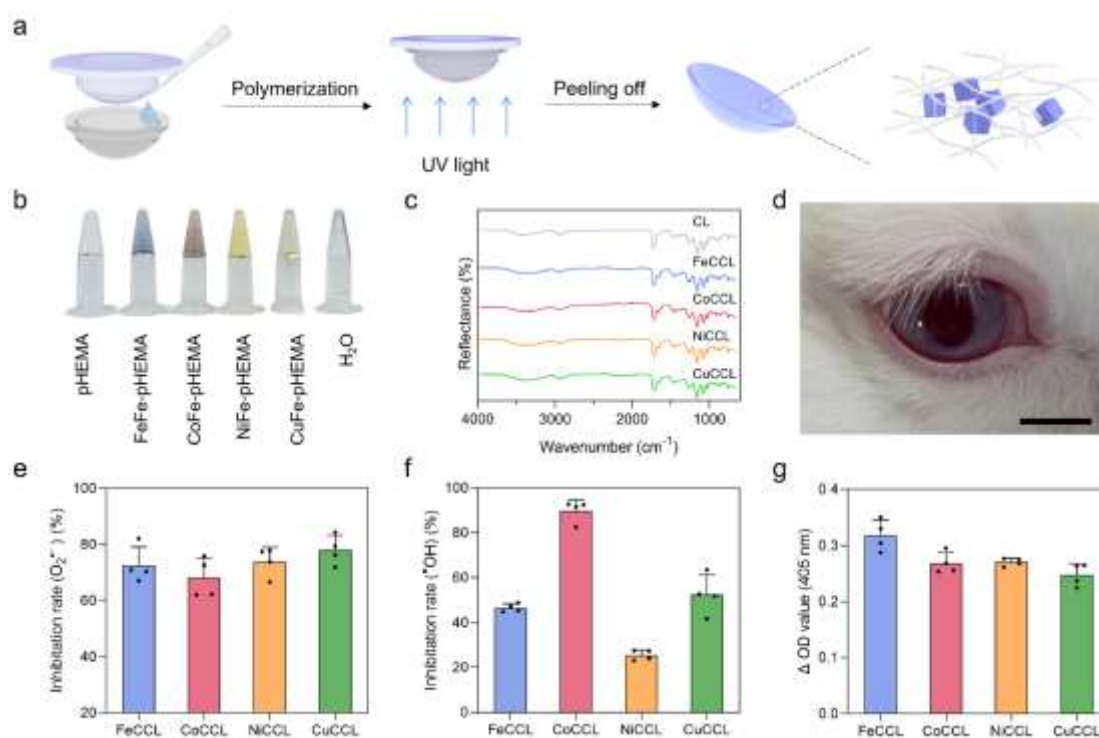 a
Polymerization
Peeling off
UV light
b
pHEMA
FeFe-pHEMA
CoFe-pHEMA
NiFe-pHEMA
CuFe-pHEMA
H₂O
c
Reflectance (%)
CL
FeCCL
CoCCL
NiCCL
CuCCL
4000 3000 2000 1000
Wavenumber (cm⁻¹)
d
e
Inhibitation rate (O₂•⁻) (%)
100
80
60
40
20
FeCCL CoCCL NiCCL CuCCL
f
Inhibitation rate (•OH) (%)
100
80
60
40
20
0
FeCCL CoCCL NiCCL CuCCL
g
Δ OD value (405 nm)
0.4
0.3
0.2
0.1
0.0
FeCCL CoCCL NiCCL CuCCL